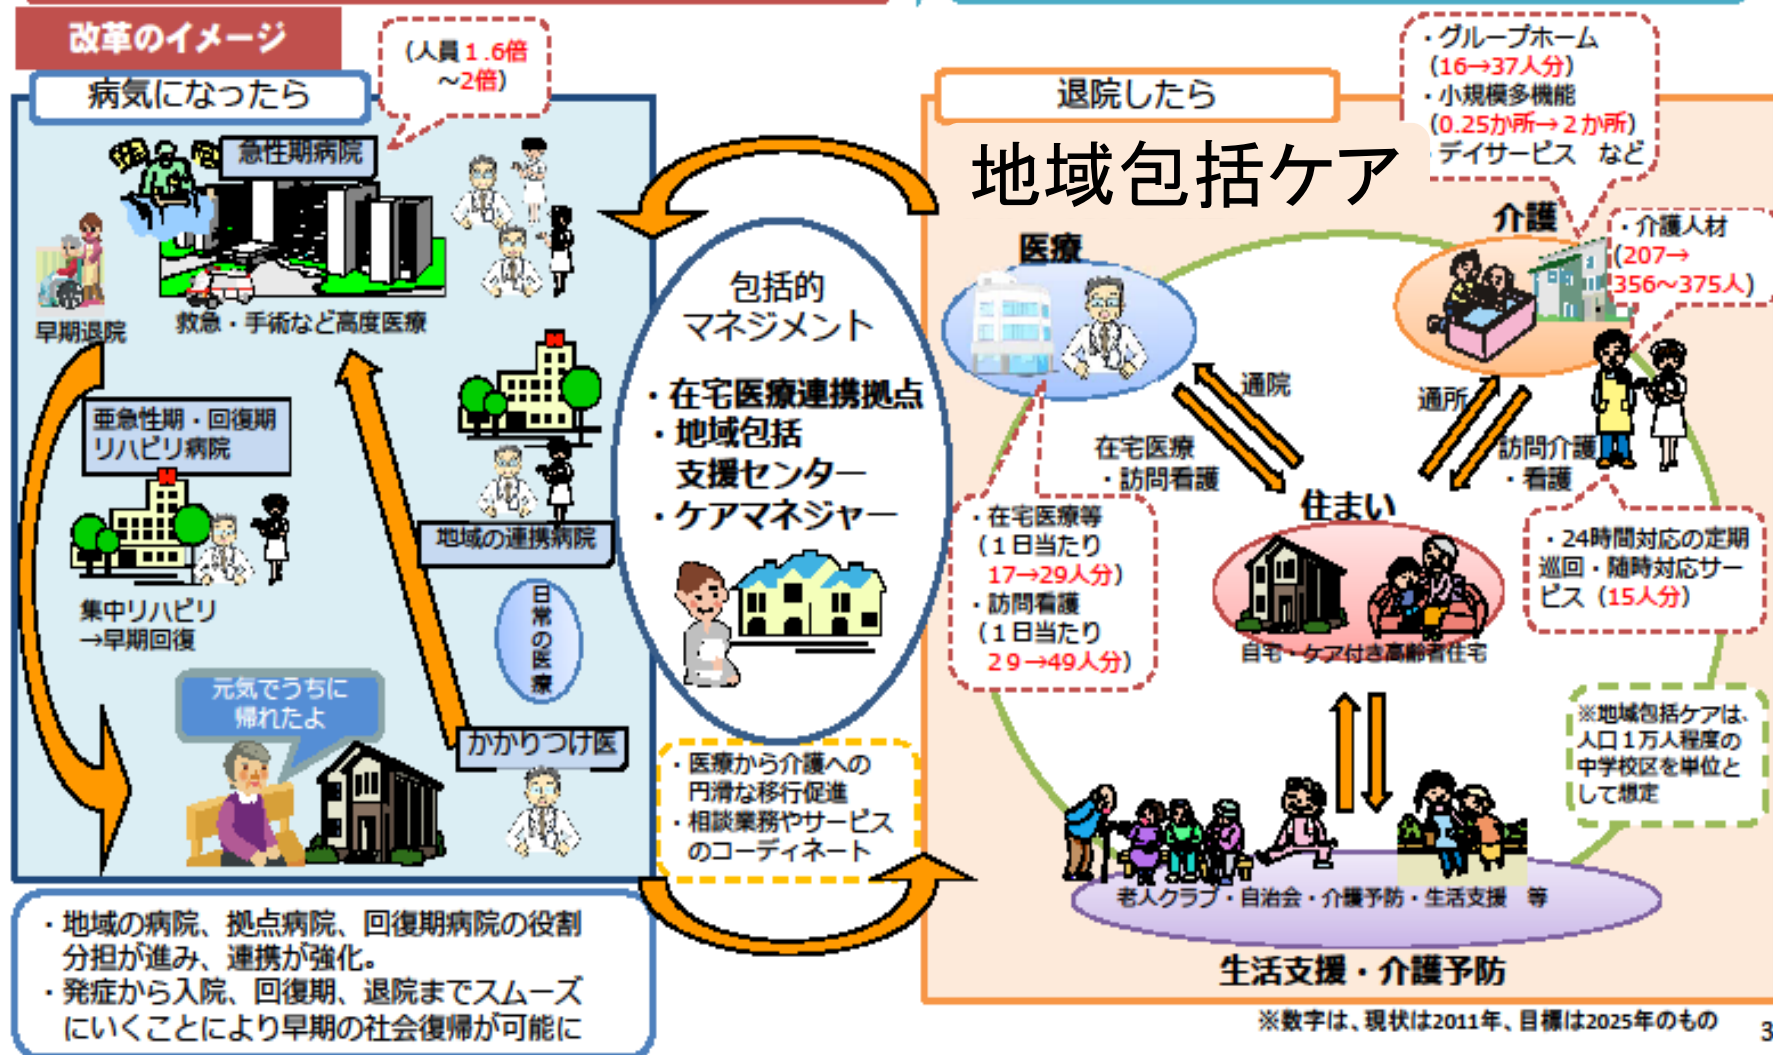 改革のイメージ
(人員1.6倍
～2倍)
病気になったら
急性期病院
救急・手術など高度医療
早期退院
亜急性期・回復期
リハビリ病院
集中リハビリ
→早期回復
地域の連携病院
日常の医療
元気でうちに
帰れたよ
かかりつけ医
・地域の病院、拠点病院、回復期病院の役割
分担が進み、連携が強化。
・発症から入院、回復期、退院までスムーズ
にいくことにより早期の社会復帰が可能に
包括的
マネジメント
・在宅医療連携拠点
・地域包括
支援センター
・ケアマネジャー
・医療から介護への
円滑な移行促進
・相談業務やサービス
のコーディネート
退院したら
地域包括ケア
・グループホーム
(16→37人分)
・小規模多機能
(0.25か所→2か所)
・デイサービス など
医療
介護
・介護人材
(207→
356～375人)
通院
在宅医療
・訪問看護
通所
訪問介護
・看護
・在宅医療等
(1日当たり
17→29人分)
・訪問看護
(1日当たり
29→49人分)
住まい
自宅・ケア付き高齢者住宅
・24時間対応の定期
巡回・随時対応サー
ビス(15人分)
※地域包括ケアは、
人口1万人程度の
中学校区を単位と
して想定
老人クラブ・自治会・介護予防・生活支援 等
生活支援・介護予防
※数字は、現状は2011年、目標は2025年のもの
3